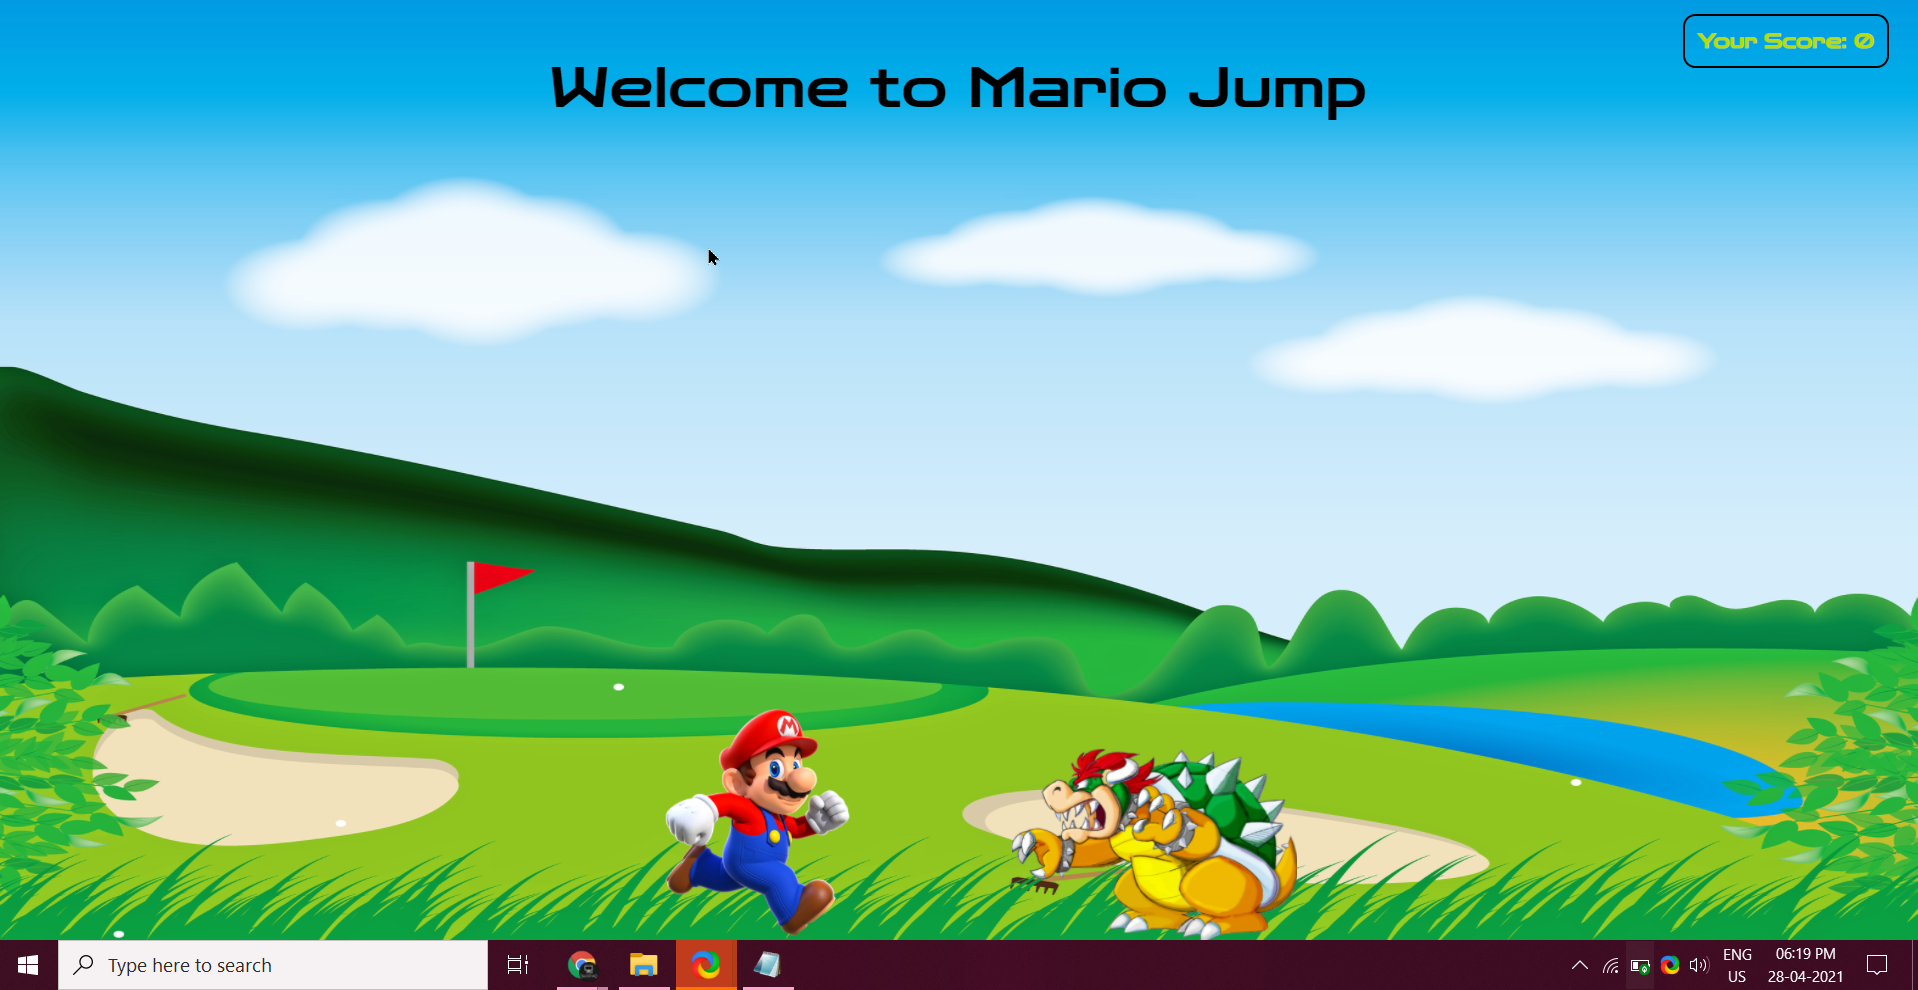 Your Score: 0
Welcome to Mario Jump
M
Type here to search
ENG
US
06:19 PM
28-04-2021